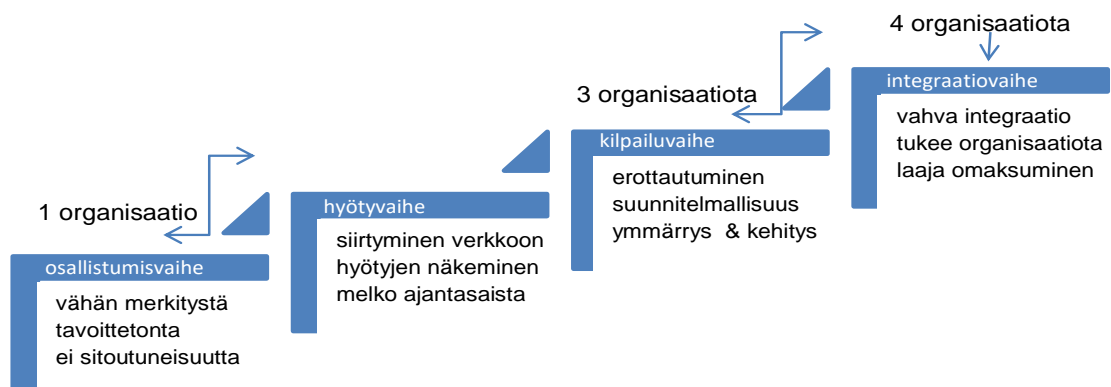 1 organisaatio
osallistumisvaihe
vähän merkitystä
tavoittetonta
ei sitoutuneisuutta
hyötyvaihe
siirtyminen verkkoon
hyötyjen näkeminen
melko ajantasaista
3 organisaatiota
kilpailuvaihe
erottautuminen
suunnitelmallisuus
ymmärrys & kehitys
4 organisaatiota
integraatiovaihe
vahva integraatio
tukee organisaatiota
laaja omaksuminen